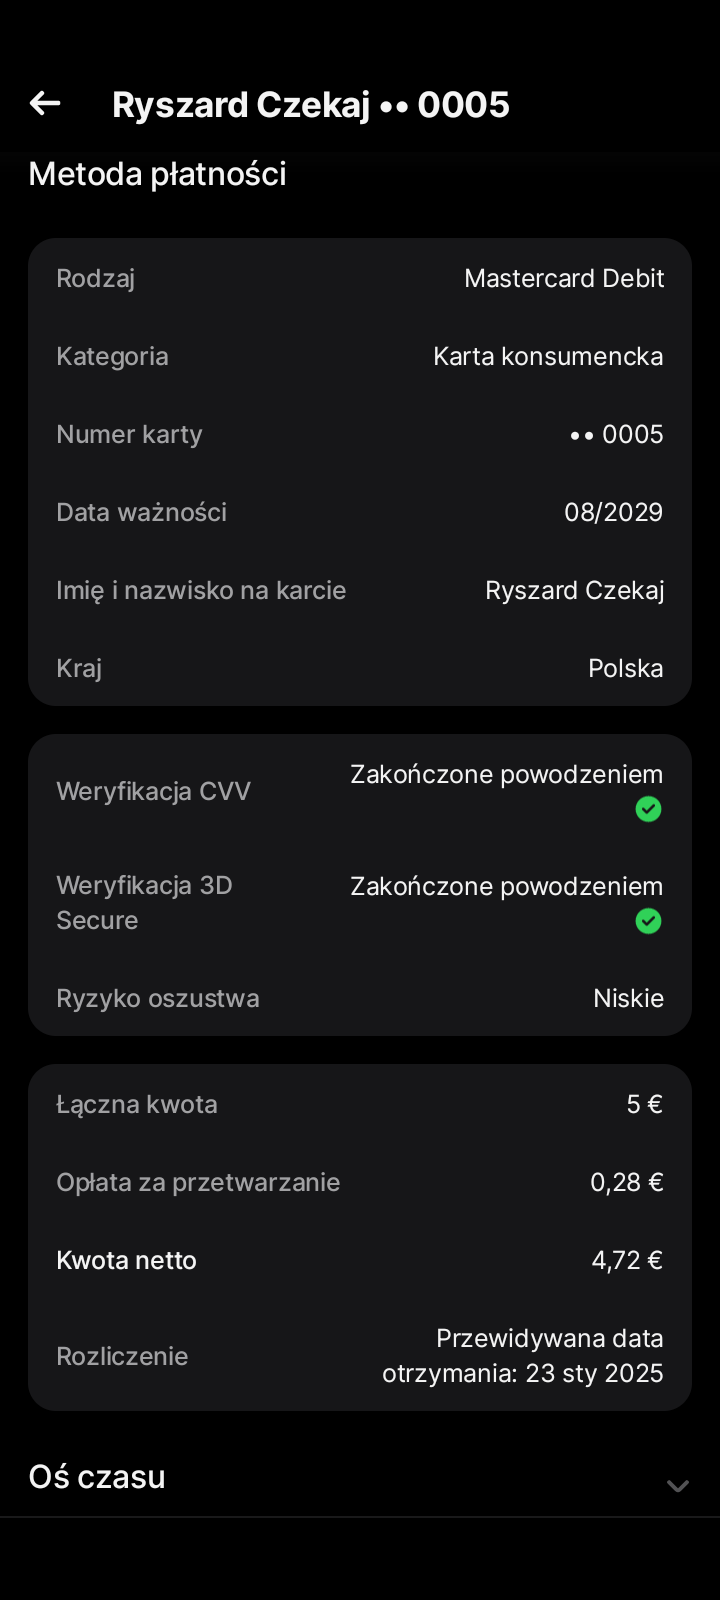 Ryszard Czekaj •• 0005
Metoda płatności
Rodzaj Mastercard Debit
Kategoria Karta konsumencka
Numer karty •• 0005
Data ważności 08/2029
Imię i nazwisko na karcie Ryszard Czekaj
Kraj Polska
Weryfikacja CVV Zakończone powodzeniem
Weryfikacja 3D Zakończone powodzeniem
Secure
Ryzyko oszustwa Niskie
Łączna kwota 5 €
Opłata za przetwarzanie 0,28 €
Kwota netto 4,72 €
Rozliczenie Przewidywana data
otrzymania: 23 sty 2025
Oś czasu